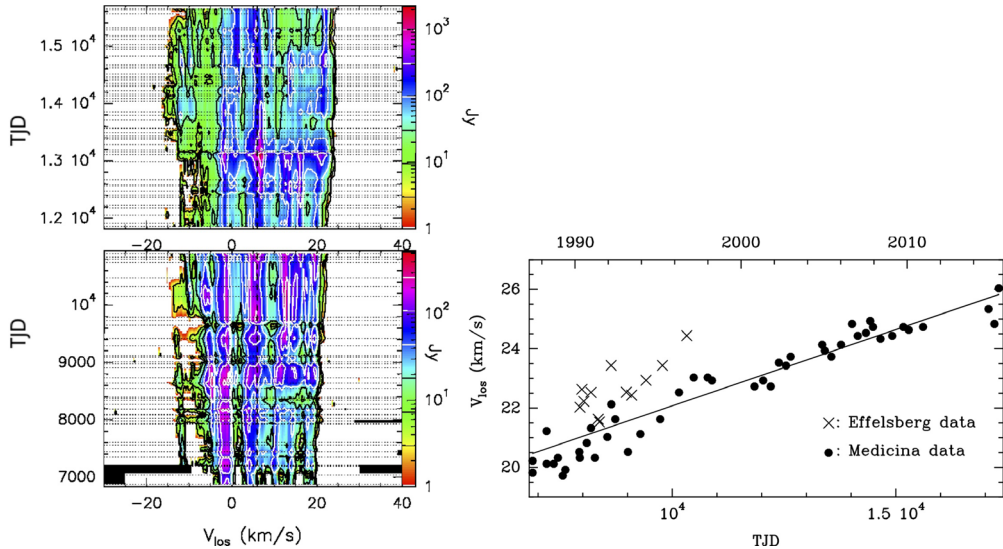 1.5 10⁴
1.4 10⁴
1.3 10⁴
1.2 10⁴
TJD
10³
10²
10¹
1
Jy
−20 0 20 40
10⁴
9000
8000
7000
TJD
10²
10¹
1
Jy
−20 0 20 40
V_los (km/s)
1990 2000 2010
26
24
22
20
V_los (km/s)
×: Effelsberg data
●: Medicina data
10⁴ 1.5 10⁴
TJD